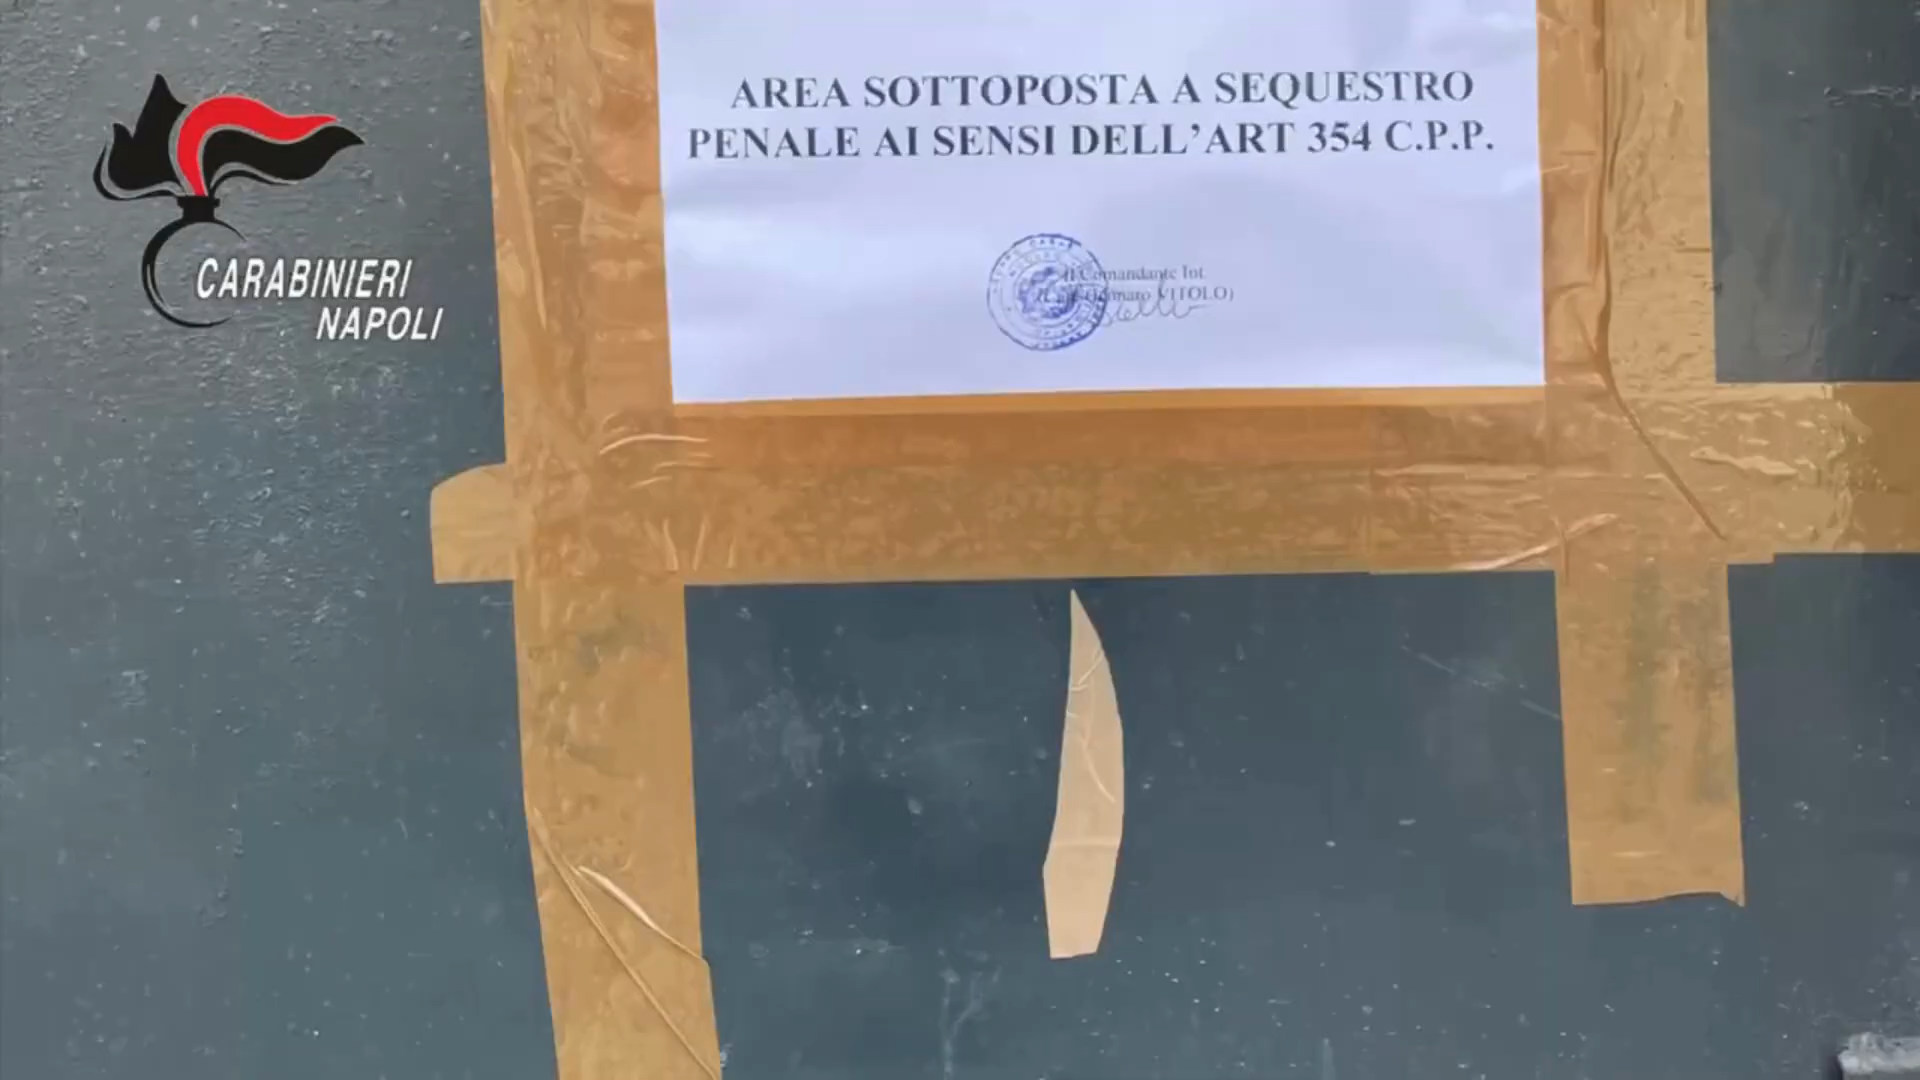 AREA SOTTOPOSTA A SEQUESTRO
PENALE AI SENSI DELL'ART 354 C.P.P.
Il Comandante Int.
VITOLO)
CARABINIERI
NAPOLI